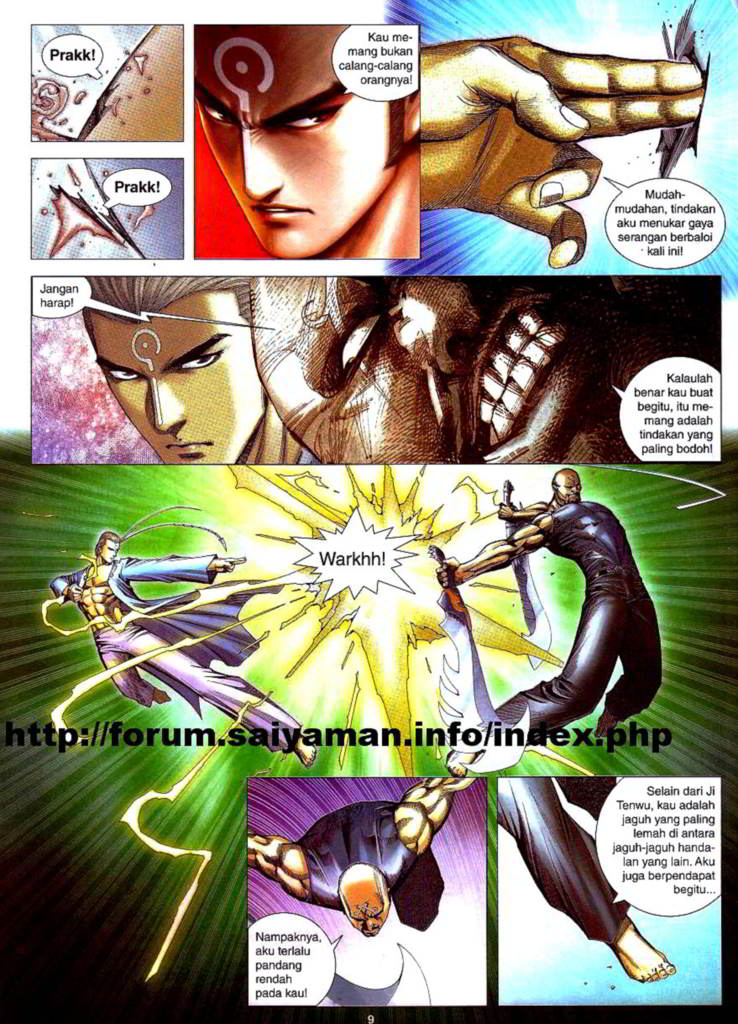 Prakk!
Kau me-
mang bukan
calang-calang
orangnya!
Prakk!
Mudah-
mudahan, tindakan
aku menukar gaya
serangan berbaloi
kali ini!
Jangan
harap!
Kalaulah
benar kau buat
begitu, itu me-
mang adalah
tindakan yang
paling bodoh!
Warkhh!
http://forum.saiyaman.info/index.php
Nampaknya,
aku terlalu
pandang
rendah
pada kau!
Selain dari Ji
Tenwu, kau adalah
jaguh yang paling
lemah di antara
jaguh-jaguh handa-
lan yang lain. Aku
juga berpendapat
begitu...
9